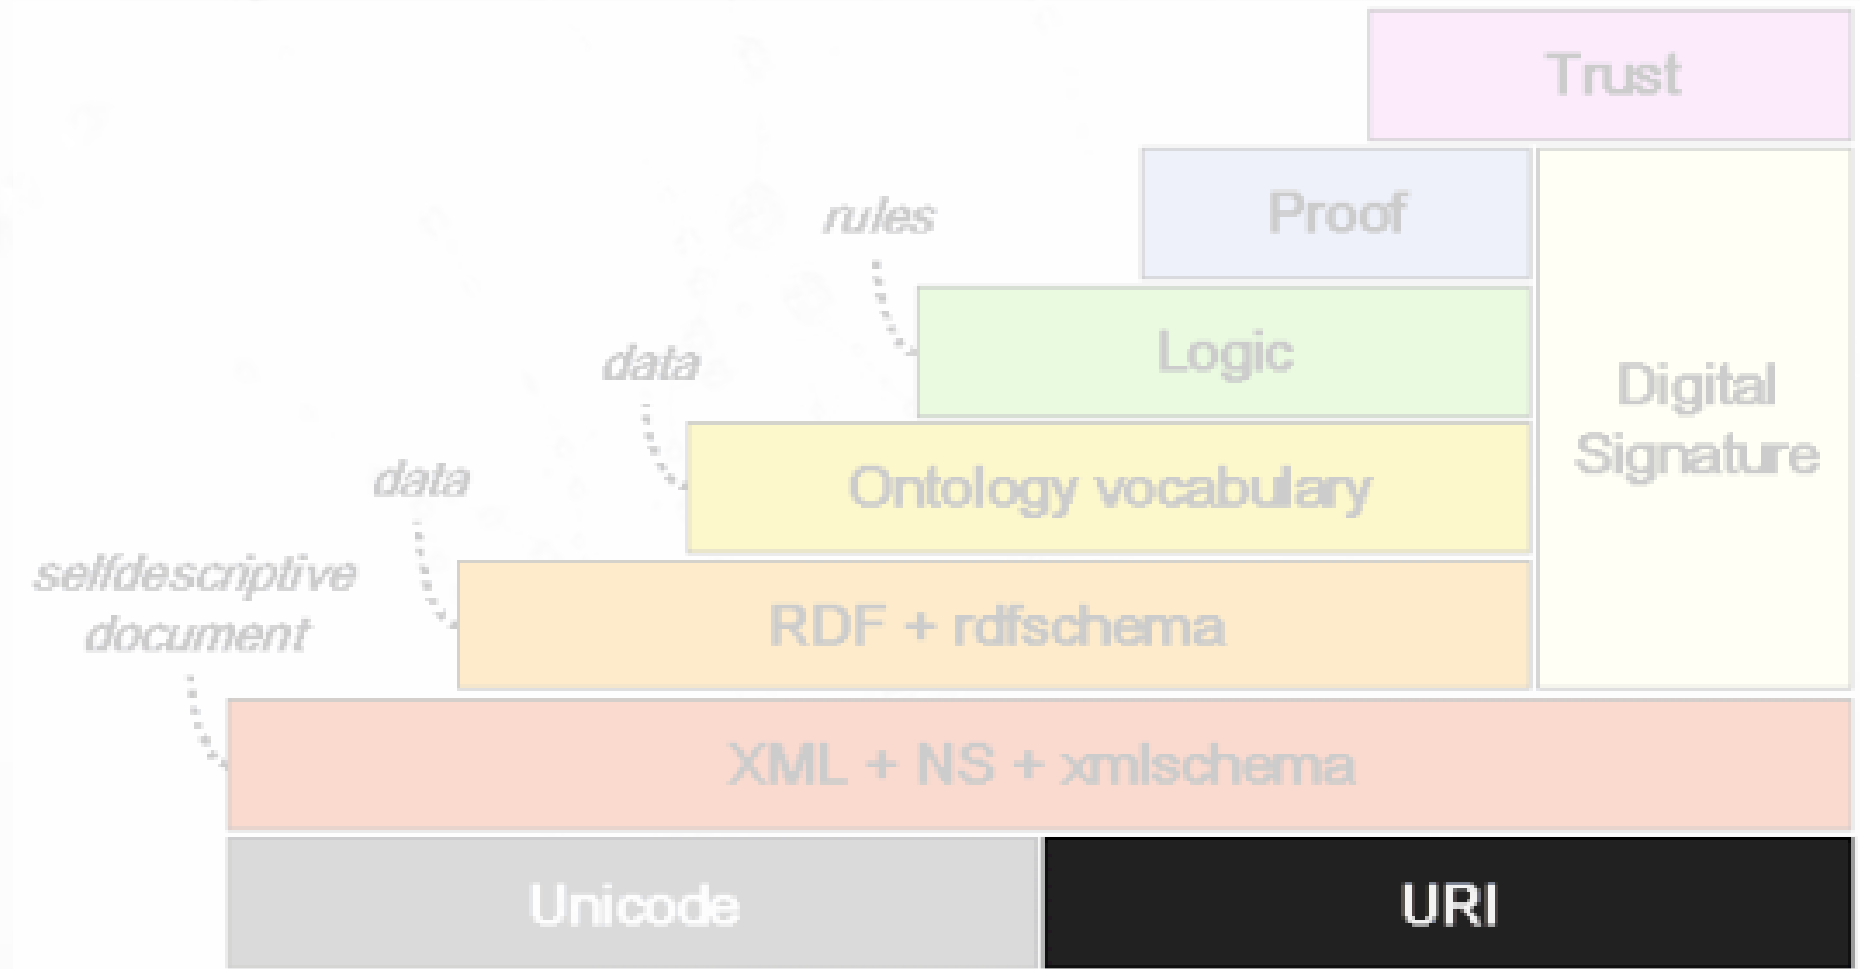 Trust
Proof
rules
Logic
data
Digital
Signature
Ontology vocabulary
data
selfdescriptive
document
RDF + rdfschema
XML + NS + xmlschema
Unicode
URI